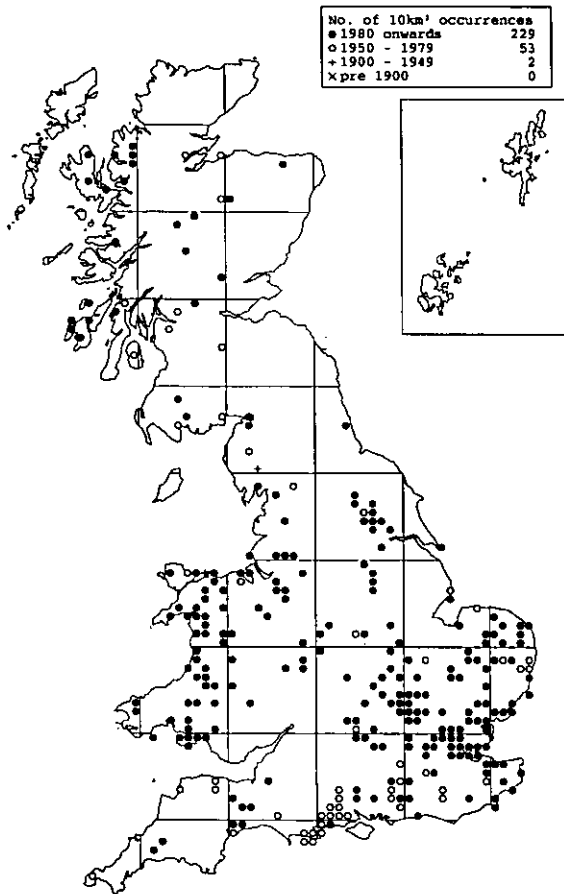 No. of 10km² occurrences
● 1980 onwards 229
○ 1950 - 1979 53
+ 1900 - 1949 2
× pre 1900 0